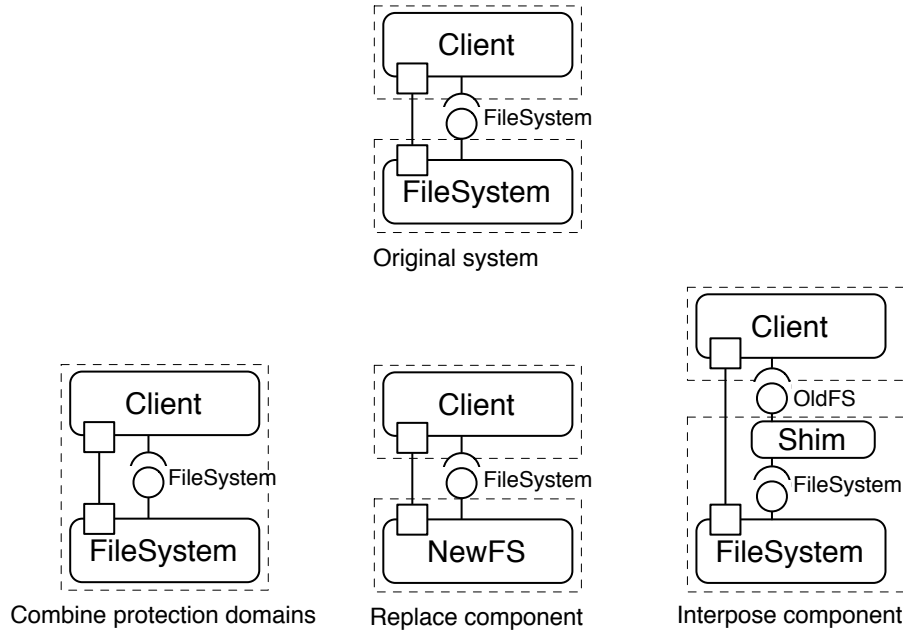 Client
FileSystem
FileSystem
Original system
Client
FileSystem
FileSystem
Combine protection domains
Client
FileSystem
NewFS
Replace component
Client
OldFS
Shim
FileSystem
FileSystem
Interpose component